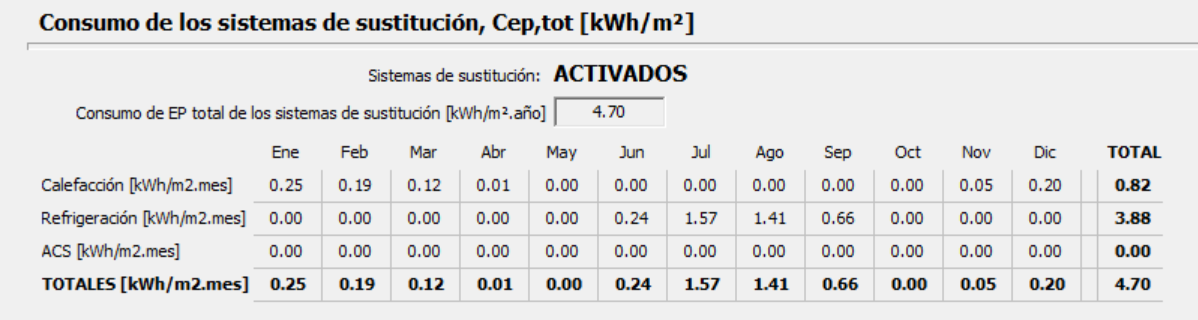 Consumo de los sistemas de sustitución, Cep,tot [kWh/m²]
Sistemas de sustitución: ACTIVADOS
Consumo de EP total de los sistemas de sustitución [kWh/m².año] 4.70
Ene Feb Mar Abr May Jun Jul Ago Sep Oct Nov Dic TOTAL
Calefacción [kWh/m2.mes] 0.25 0.19 0.12 0.01 0.00 0.00 0.00 0.00 0.00 0.00 0.05 0.20 0.82
Refrigeración [kWh/m2.mes] 0.00 0.00 0.00 0.00 0.00 0.24 1.57 1.41 0.66 0.00 0.00 0.00 3.88
ACS [kWh/m2.mes] 0.00 0.00 0.00 0.00 0.00 0.00 0.00 0.00 0.00 0.00 0.00 0.00 0.00
TOTALES [kWh/m2.mes] 0.25 0.19 0.12 0.01 0.00 0.24 1.57 1.41 0.66 0.00 0.05 0.20 4.70